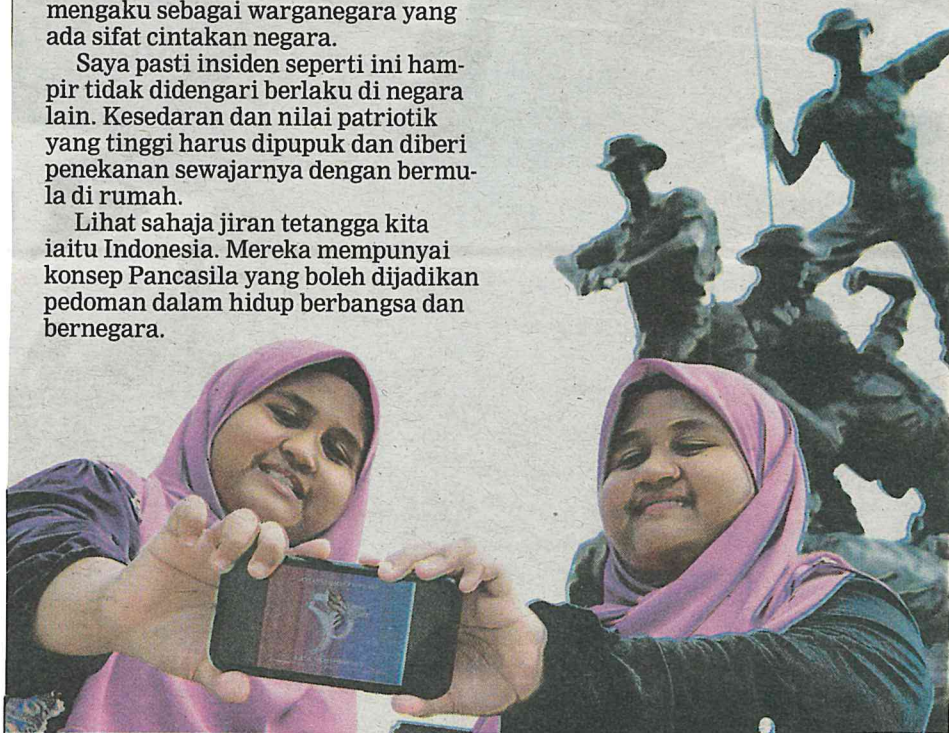 mengaku sebagai warganegara yang
ada sifat cintakan negara.
Saya pasti insiden seperti ini ham-
pir tidak didengari berlaku di negara
lain. Kesedaran dan nilai patriotik
yang tinggi harus dipupuk dan diberi
penekanan sewajarnya dengan bermu-
la di rumah.
Lihat sahaja jiran tetangga kita
iaitu Indonesia. Mereka mempunyai
konsep Pancasila yang boleh dijadikan
pedoman dalam hidup berbangsa dan
bernegara.